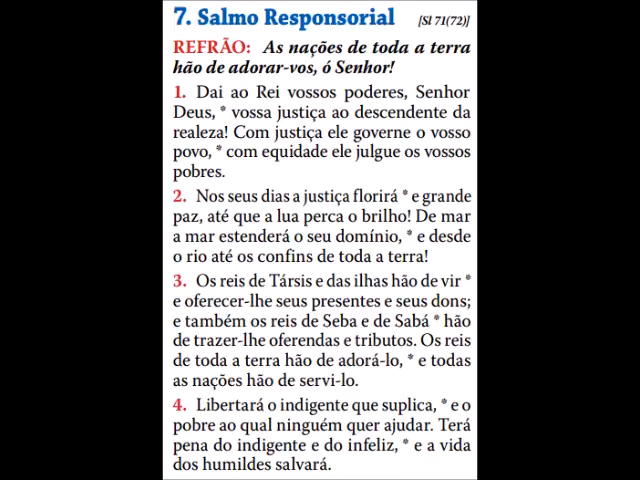 7. Salmo Responsorial [Sl 71(72)]
REFRÃO: As nações de toda a terra
hão de adorar-vos, ó Senhor!
1. Dai ao Rei vossos poderes, Senhor
Deus, * vossa justiça ao descendente da
realeza! Com justiça ele governe o vosso
povo, * com equidade ele julgue os vossos
pobres.
2. Nos seus dias a justiça florirá * e grande
paz, até que a lua perca o brilho! De mar
a mar estenderá o seu domínio, * e desde
o rio até os confins de toda a terra!
3. Os reis de Társis e das ilhas hão de vir *
e oferecer-lhe seus presentes e seus dons;
e também os reis de Seba e de Sabá * hão
de trazer-lhe oferendas e tributos. Os reis
de toda a terra hão de adorá-lo, * e todas
as nações hão de servi-lo.
4. Libertará o indigente que suplica, * e o
pobre ao qual ninguém quer ajudar. Terá
pena do indigente e do infeliz, * e a vida
dos humildes salvará.